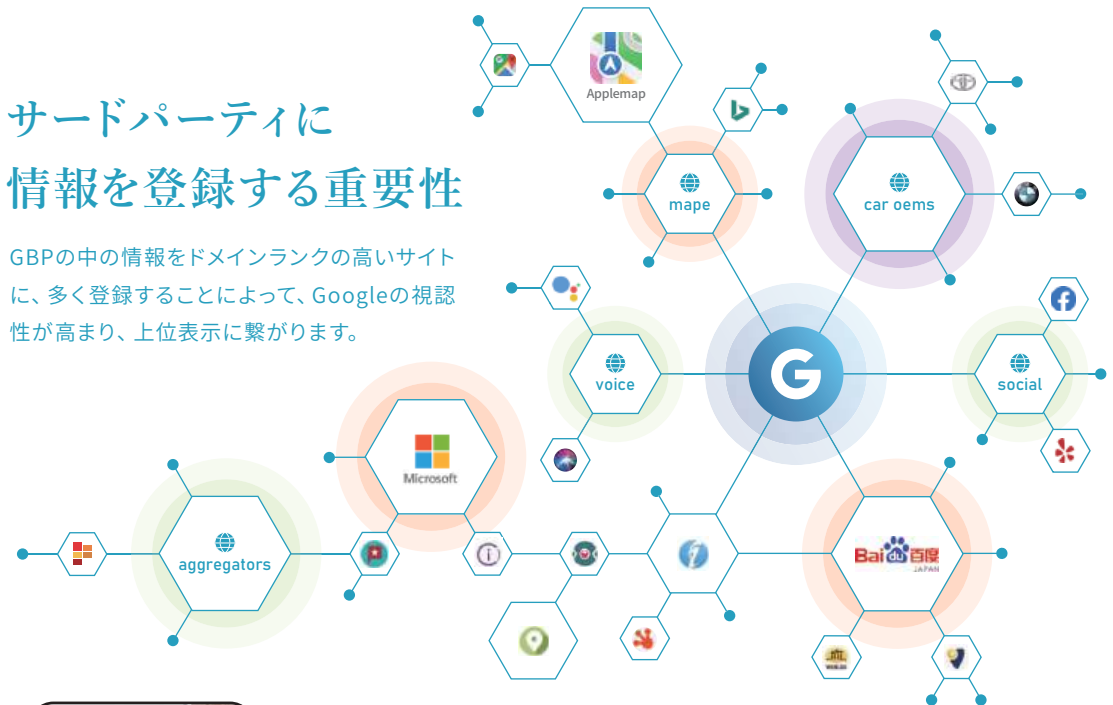 サードパーティに
情報を登録する重要性
GBPの中の情報をドメインランクの高いサイト
に、多く登録することによって、Googleの視認
性が高まり、上位表示に繋がります。
Applemap
mape
car oems
G
voice
social
Microsoft
aggregators
Bai du 百度
JAPAN